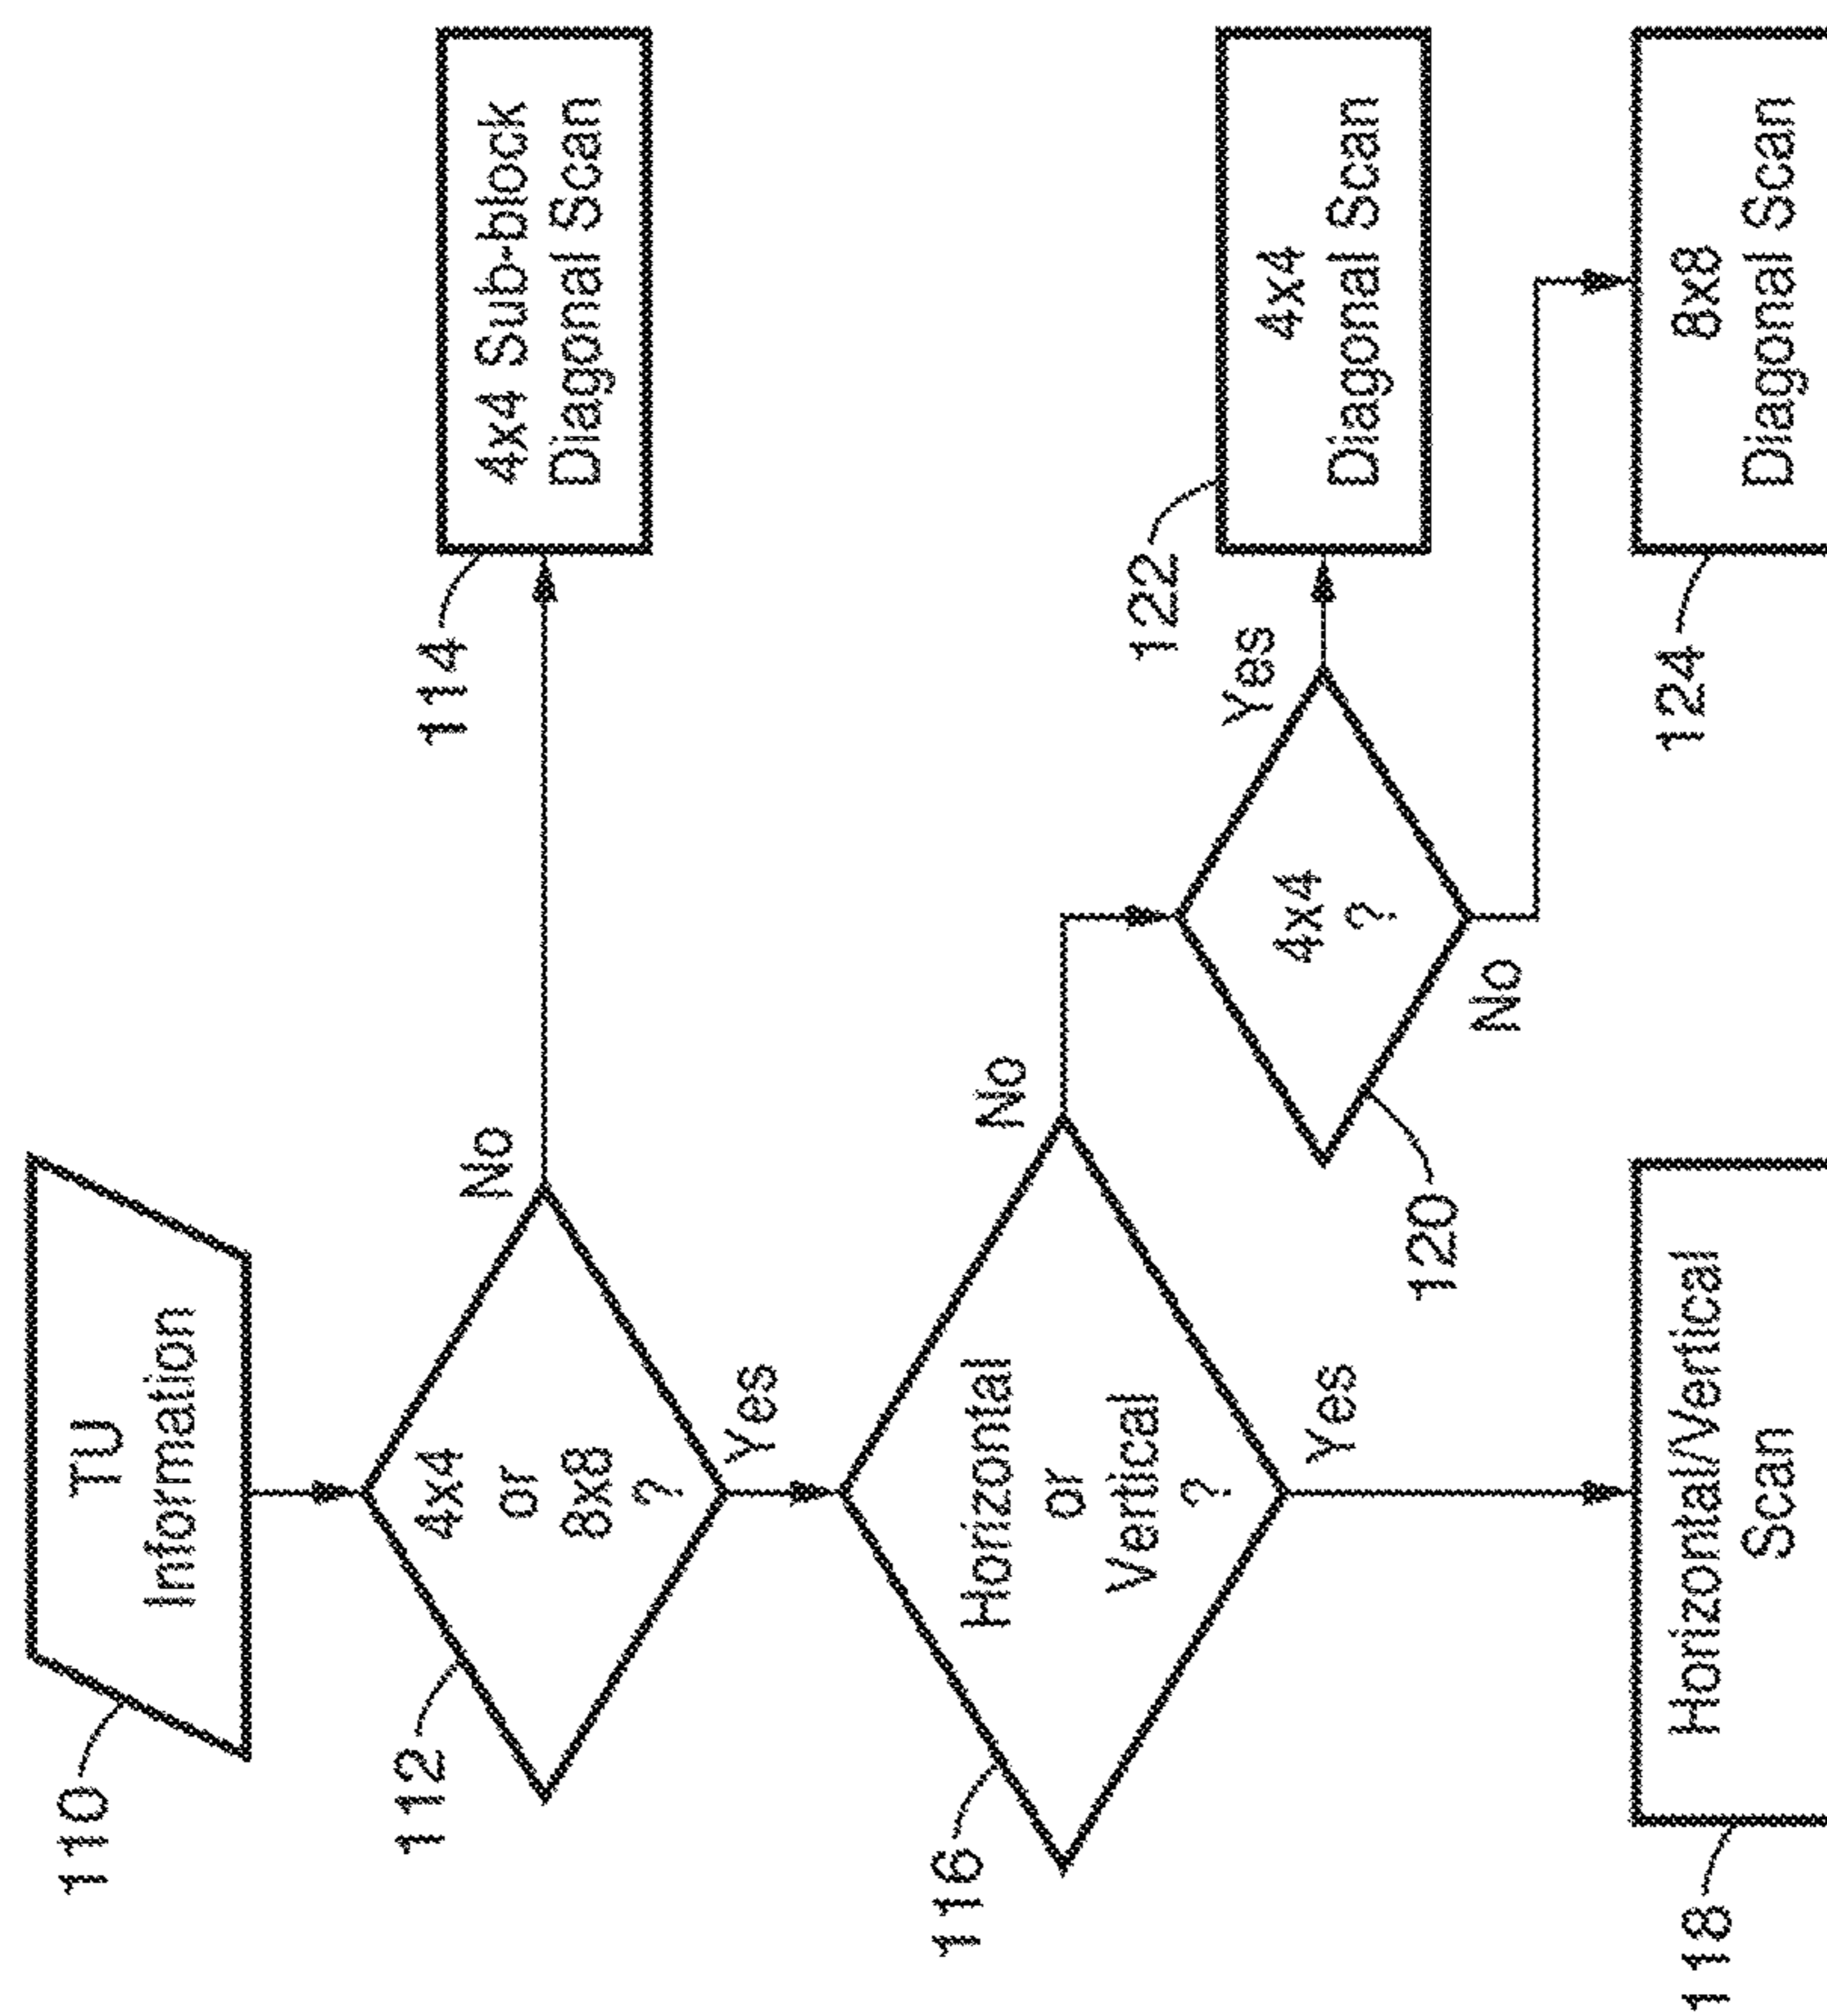 110
TU
Information
112
4x4
or
8x8
?
No
Yes
114
4x4 Sub-block
Diagonal Scan
116
Horizontal
or
Vertical
?
No
Yes
120
4x4
?
Yes
No
122
4x4
Diagonal Scan
118
Horizontal/Vertical
Scan
124
8x8
Diagonal Scan